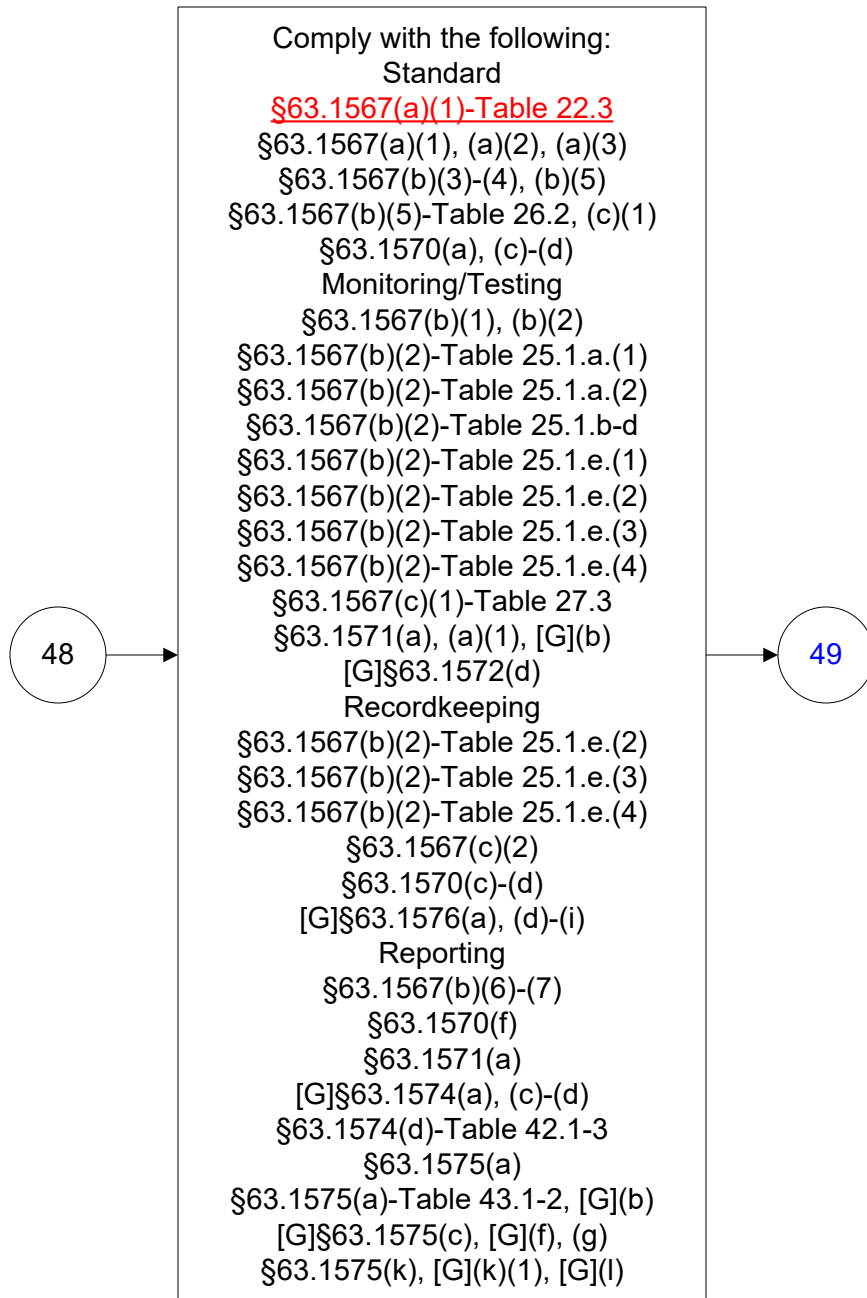 Comply with the following:
Standard
§63.1567(a)(1)-Table 22.3
§63.1567(a)(1), (a)(2), (a)(3)
§63.1567(b)(3)-(4), (b)(5)
§63.1567(b)(5)-Table 26.2, (c)(1)
§63.1570(a), (c)-(d)
Monitoring/Testing
§63.1567(b)(1), (b)(2)
§63.1567(b)(2)-Table 25.1.a.(1)
§63.1567(b)(2)-Table 25.1.a.(2)
§63.1567(b)(2)-Table 25.1.b-d
§63.1567(b)(2)-Table 25.1.e.(1)
§63.1567(b)(2)-Table 25.1.e.(2)
§63.1567(b)(2)-Table 25.1.e.(3)
§63.1567(b)(2)-Table 25.1.e.(4)
§63.1567(c)(1)-Table 27.3
§63.1571(a), (a)(1), [G](b)
[G]§63.1572(d)
Recordkeeping
§63.1567(b)(2)-Table 25.1.e.(2)
§63.1567(b)(2)-Table 25.1.e.(3)
§63.1567(b)(2)-Table 25.1.e.(4)
§63.1567(c)(2)
§63.1570(c)-(d)
[G]§63.1576(a), (d)-(i)
Reporting
§63.1567(b)(6)-(7)
§63.1570(f)
§63.1571(a)
[G]§63.1574(a), (c)-(d)
§63.1574(d)-Table 42.1-3
§63.1575(a)
§63.1575(a)-Table 43.1-2, [G](b)
[G]§63.1575(c), [G](f), (g)
§63.1575(k), [G](k)(1), [G](l)
48
49